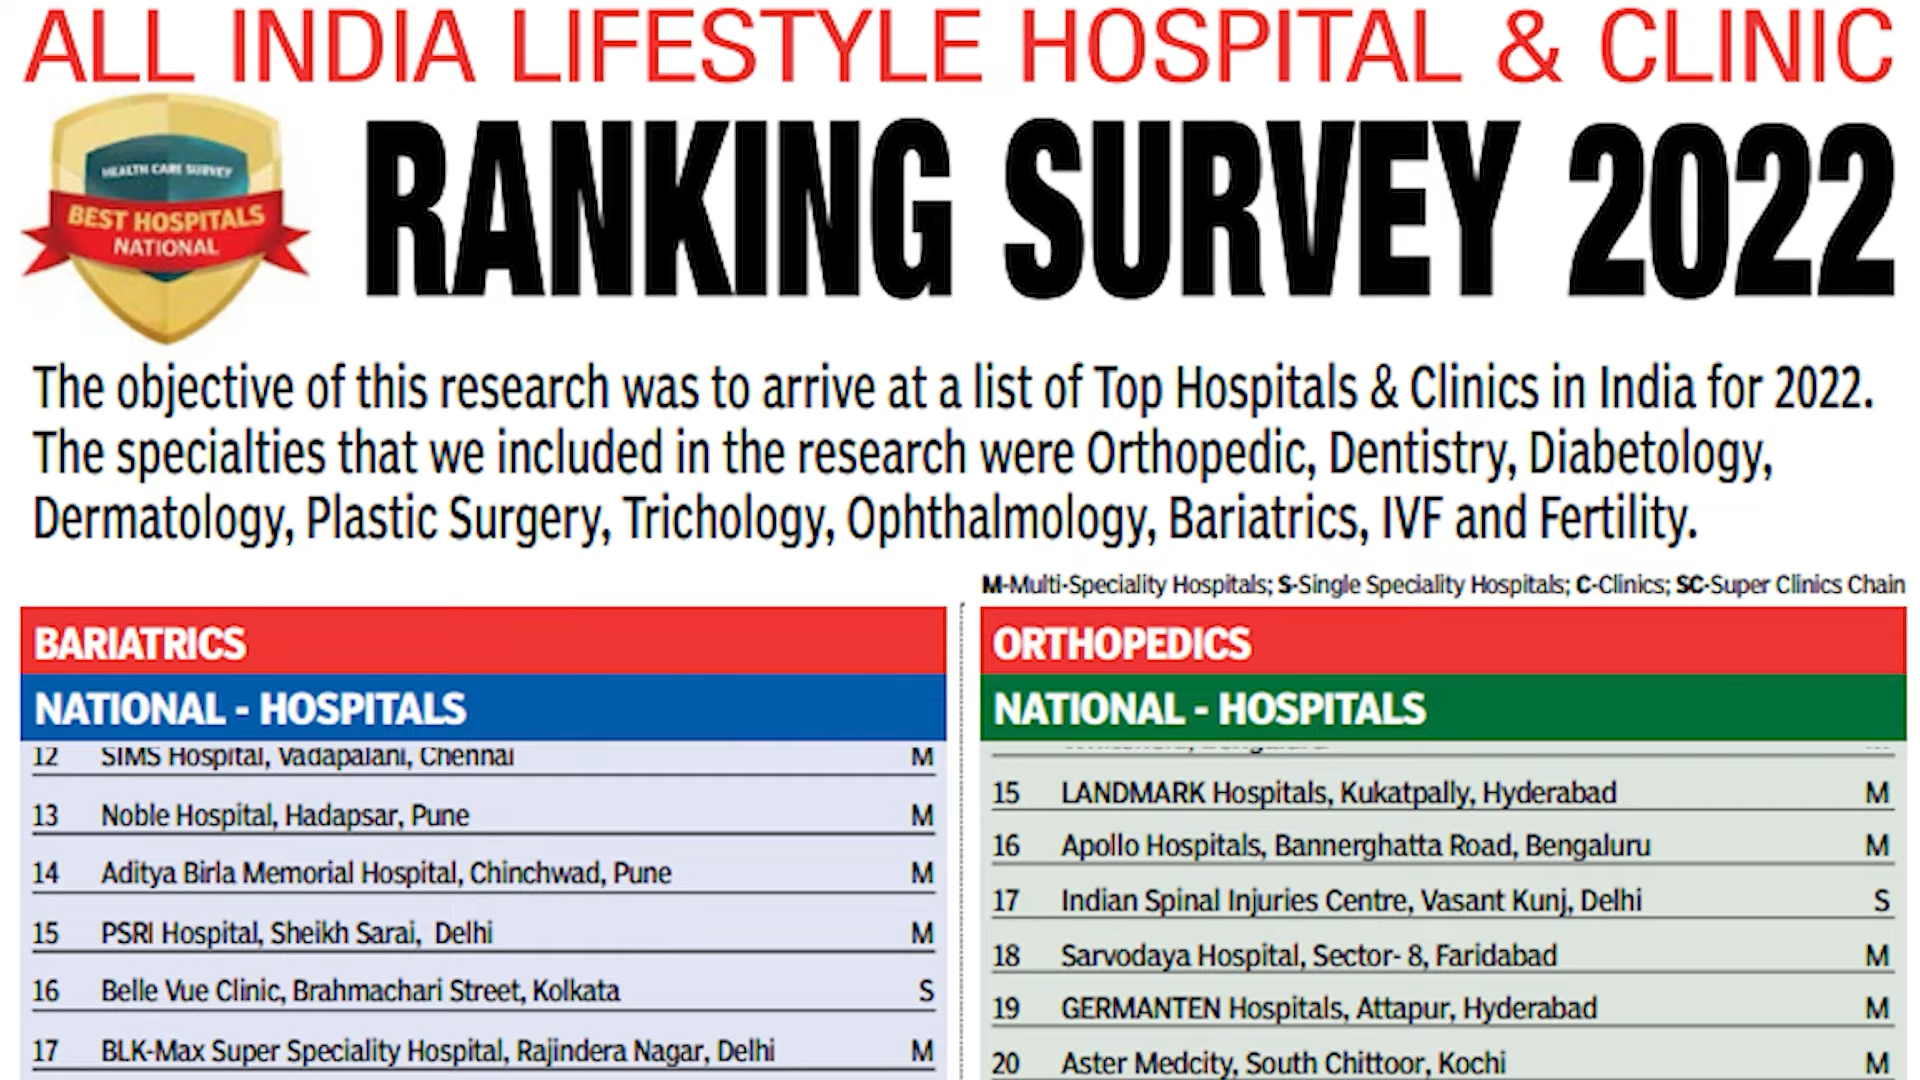 ALL INDIA LIFESTYLE HOSPITAL & CLINIC
HEALTH CARE SURVEY
BEST HOSPITALS
NATIONAL
RANKING SURVEY 2022
The objective of this research was to arrive at a list of Top Hospitals & Clinics in India for 2022.
The specialties that we included in the research were Orthopedic, Dentistry, Diabetology,
Dermatology, Plastic Surgery, Trichology, Ophthalmology, Bariatrics, IVF and Fertility.
M-Multi-Speciality Hospitals; S-Single Speciality Hospitals; C-Clinics; SC-Super Clinics Chain
BARIATRICS
NATIONAL - HOSPITALS
12 SIMS Hospital, Vadapalani, Chennai M
13 Noble Hospital, Hadapsar, Pune M
14 Aditya Birla Memorial Hospital, Chinchwad, Pune M
15 PSRI Hospital, Sheikh Sarai, Delhi M
16 Belle Vue Clinic, Brahmachari Street, Kolkata S
17 BLK-Max Super Speciality Hospital, Rajindera Nagar, Delhi M
ORTHOPEDICS
NATIONAL - HOSPITALS
15 LANDMARK Hospitals, Kukatpally, Hyderabad M
16 Apollo Hospitals, Bannerghatta Road, Bengaluru M
17 Indian Spinal Injuries Centre, Vasant Kunj, Delhi S
18 Sarvodaya Hospital, Sector- 8, Faridabad M
19 GERMANTEN Hospitals, Attapur, Hyderabad M
20 Aster Medcity, South Chittoor, Kochi M